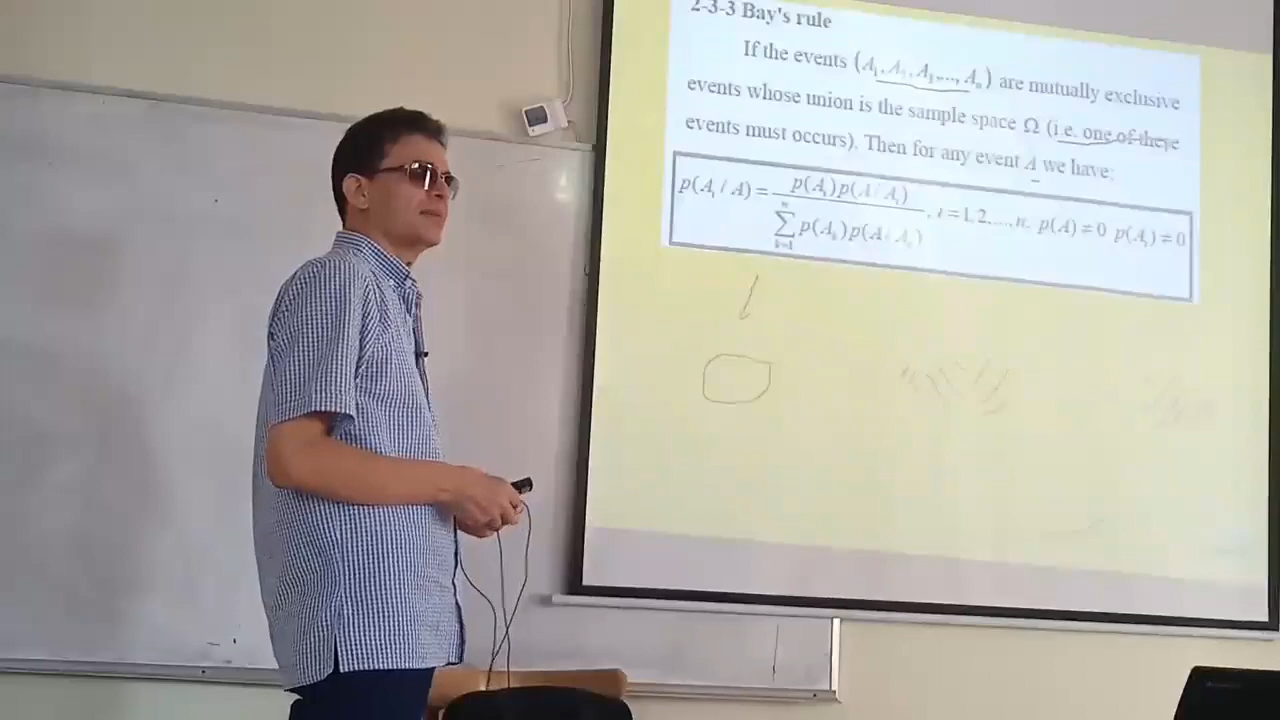 2-3-3 Bay's rule
If the events (A₁, A₂, A₃,..., Aₙ) are mutually exclusive
events whose union is the sample space Ω (i.e. one of these
events must occurs). Then for any event A we have:
p(Aᵢ / A) = p(Aᵢ)p(A / Aᵢ) / ∑ₖ₌₁ⁿ p(Aₖ)p(A / Aₖ) , i = 1, 2,..., n. p(A) ≠ 0 p(Aᵢ) ≠ 0